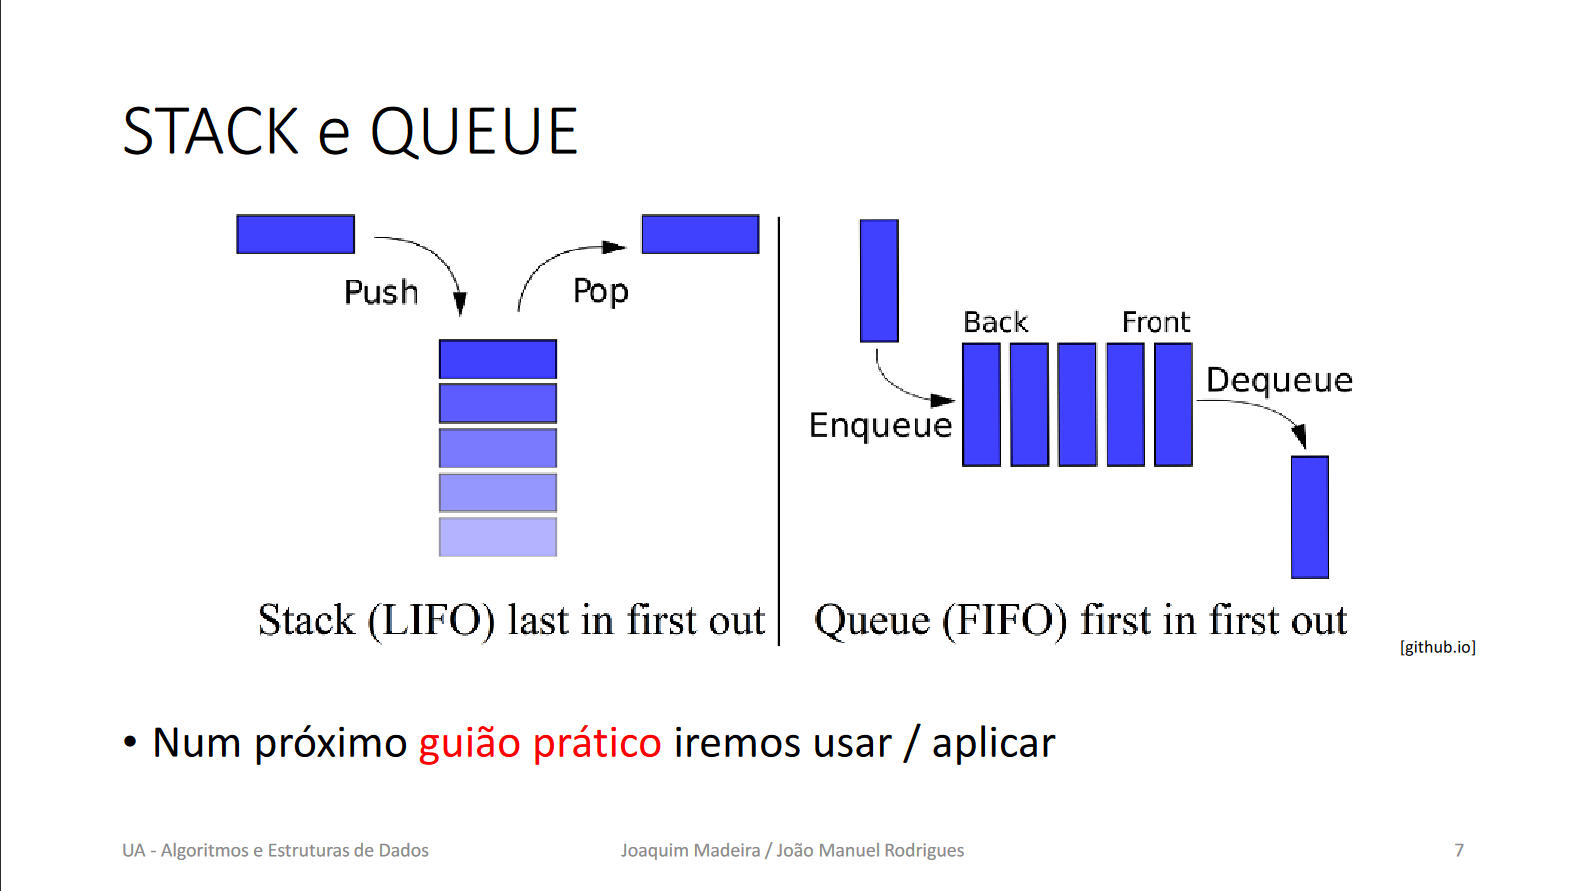 STACK e QUEUE
Push
Pop
Stack (LIFO) last in first out
Back
Front
Enqueue
Dequeue
Queue (FIFO) first in first out
[github.io]
• Num próximo guião prático iremos usar / aplicar
UA - Algoritmos e Estruturas de Dados
Joaquim Madeira / João Manuel Rodrigues
7